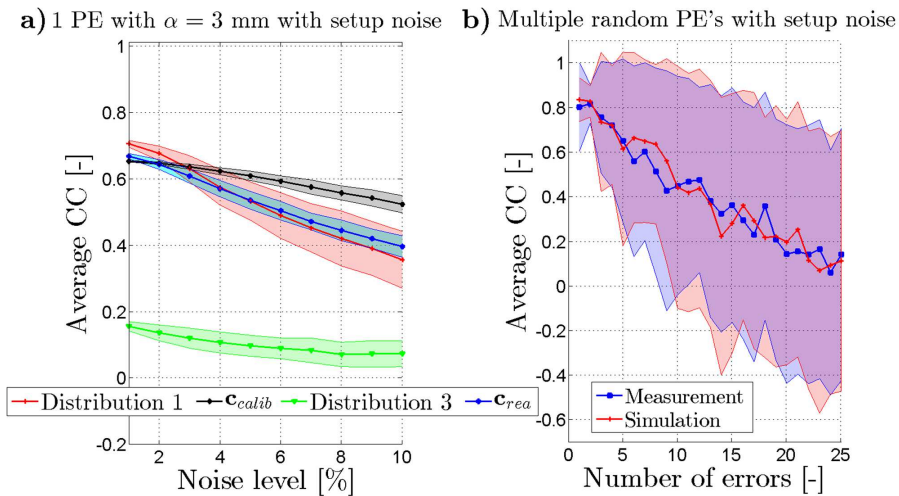 a) 1 PE with α = 3 mm with setup noise
1
0.8
0.6
0.4
0.2
0
-0.2
Average CC [-]
2 4 6 8 10
Noise level [%]
Distribution 1 c_calib Distribution 3 c_rea
b) Multiple random PE's with setup noise
1
0.8
0.6
0.4
0.2
0
-0.2
-0.4
-0.6
Average CC [-]
Measurement
Simulation
0 5 10 15 20 25
Number of errors [-]